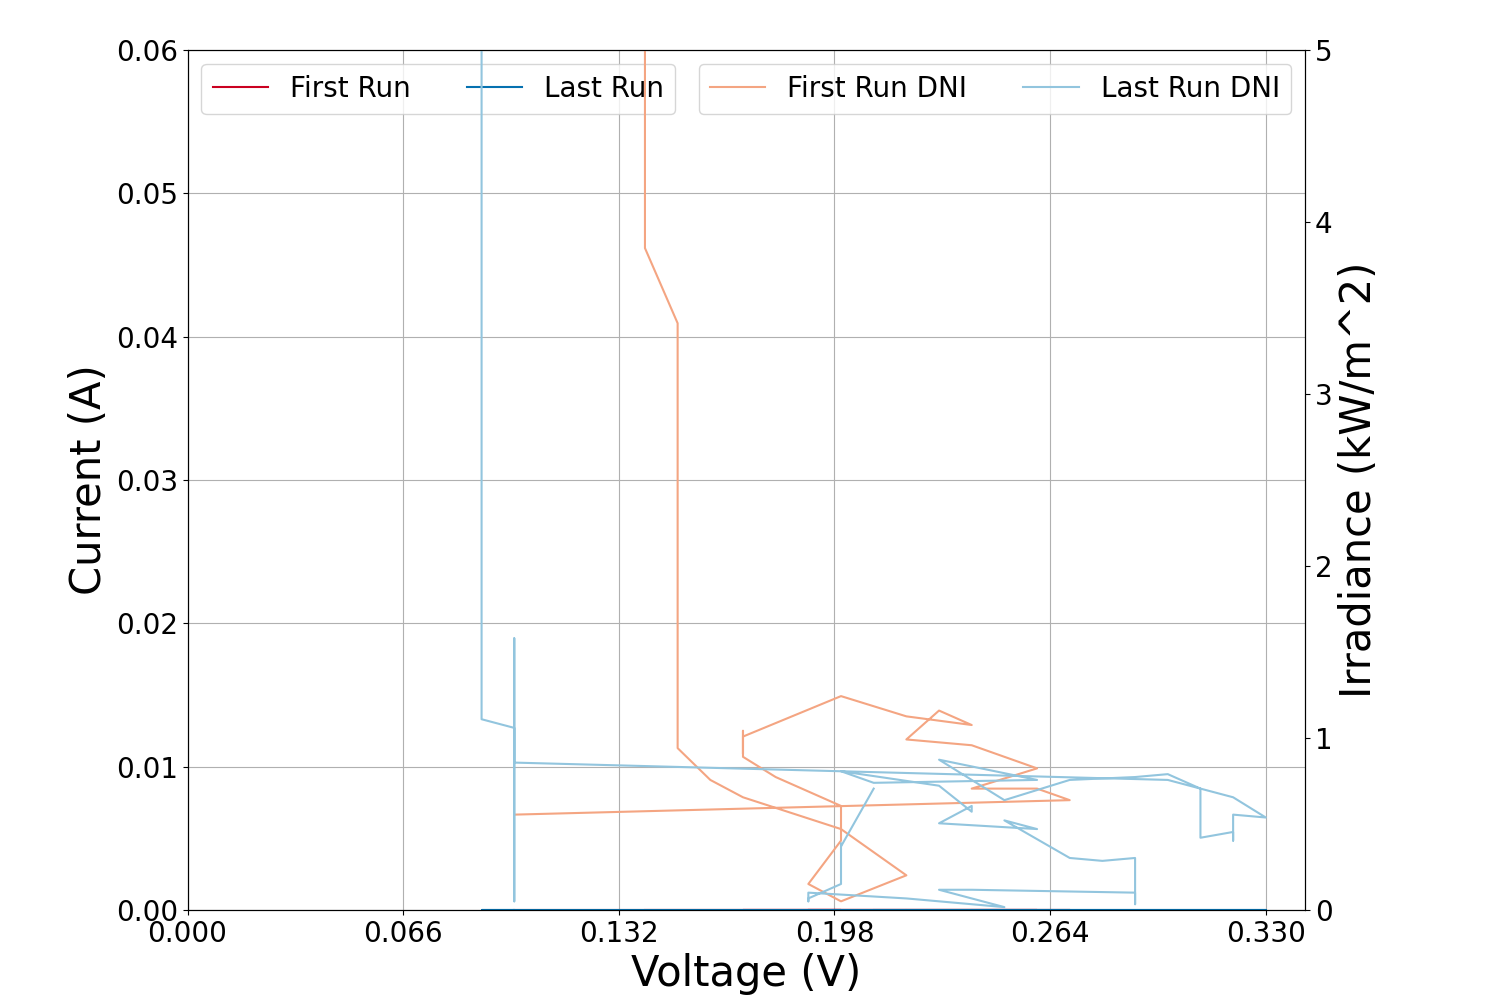 0.06
0.05
0.04
0.03
0.02
0.01
0.00
Current (A)
First Run
Last Run
First Run DNI
Last Run DNI
5
4
3
2
1
0
Irradiance (kW/m^2)
0.000
0.066
0.132
0.198
0.264
0.330
Voltage (V)